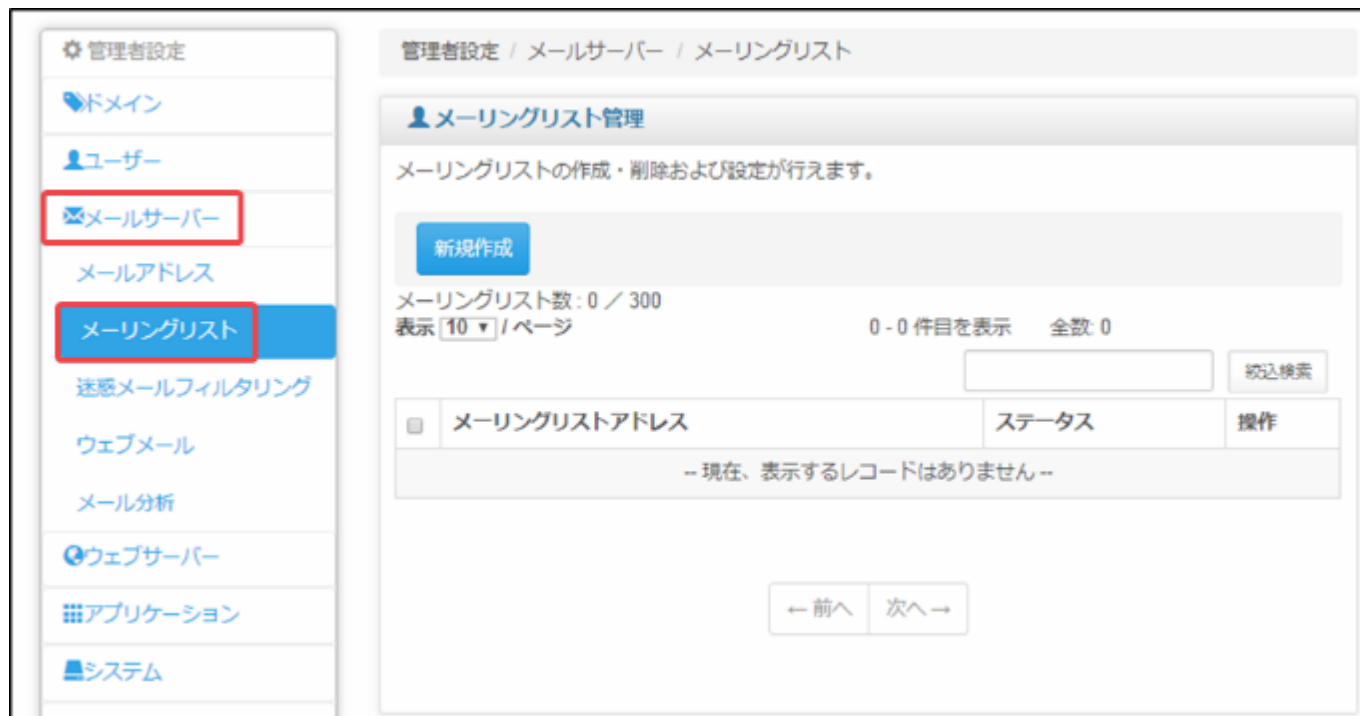 管理者設定
ドメイン
ユーザー
メールサーバー
メールアドレス
メーリングリスト
迷惑メールフィルタリング
ウェブメール
メール分析
ウェブサーバー
アプリケーション
システム
管理者設定 / メールサーバー / メーリングリスト
メーリングリスト管理
メーリングリストの作成・削除および設定が行えます。
新規作成
メーリングリスト数 : 0 ／ 300
表示 10 ▼ / ページ 0 - 0 件目を表示 全数: 0
絞込検索
メーリングリストアドレス ステータス 操作
-- 現在、表示するレコードはありません --
← 前へ 次へ →